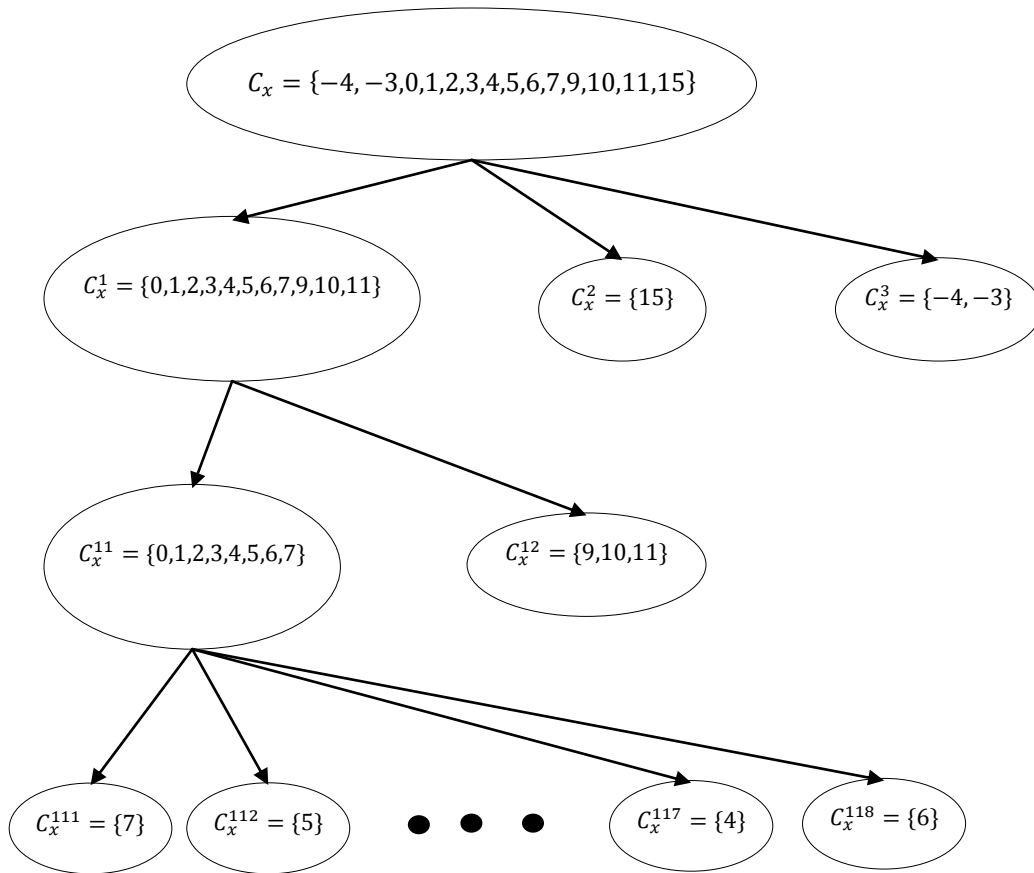 C_x = {−4, −3,0,1,2,3,4,5,6,7,9,10,11,15}
C_x^1 = {0,1,2,3,4,5,6,7,9,10,11}
C_x^2 = {15}
C_x^3 = {−4, −3}
C_x^11 = {0,1,2,3,4,5,6,7}
C_x^12 = {9,10,11}
C_x^111 = {7}
C_x^112 = {5}
C_x^117 = {4}
C_x^118 = {6}